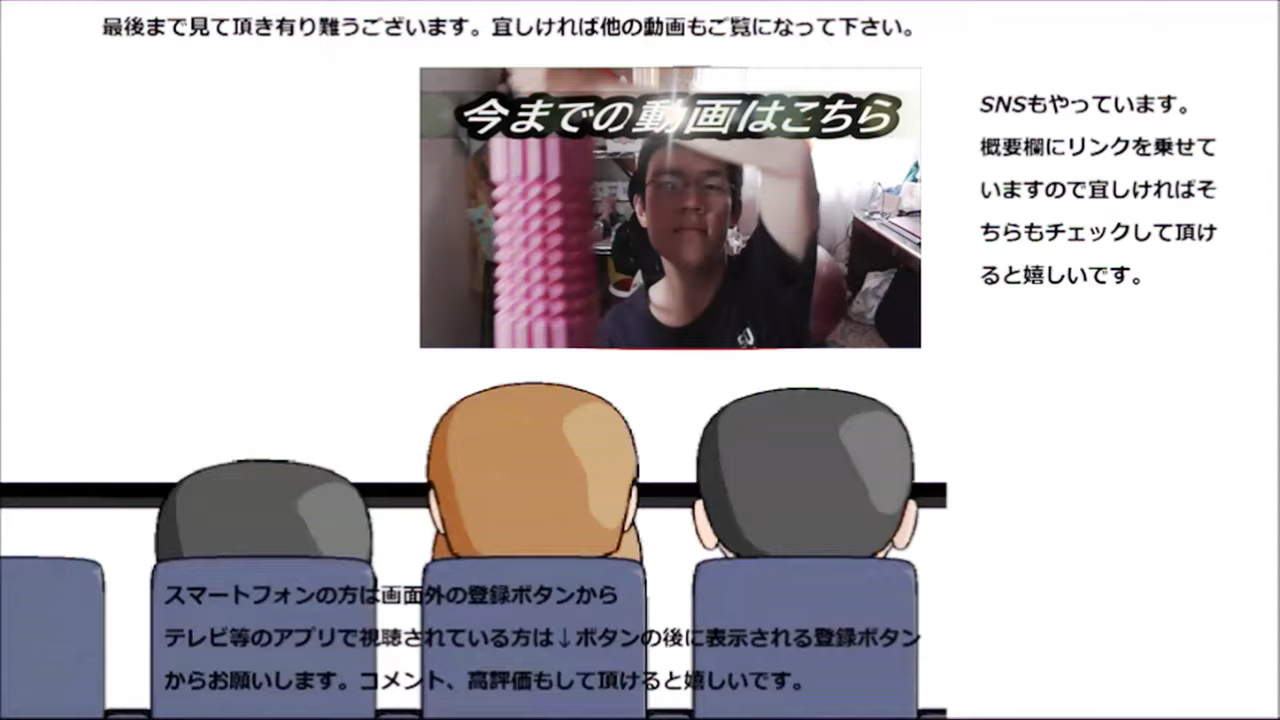 最後まで見て頂き有り難うございます。宜しければ他の動画もご覧になって下さい。
今までの動画はこちら
SNSもやっています。
概要欄にリンクを乗せて
いますので宜しければそ
ちらもチェックして頂け
ると嬉しいです。
スマートフォンの方は画面外の登録ボタンから
テレビ等のアプリで視聴されている方は↓ボタンの後に表示される登録ボタン
からお願いします。コメント、高評価もして頂けると嬉しいです。